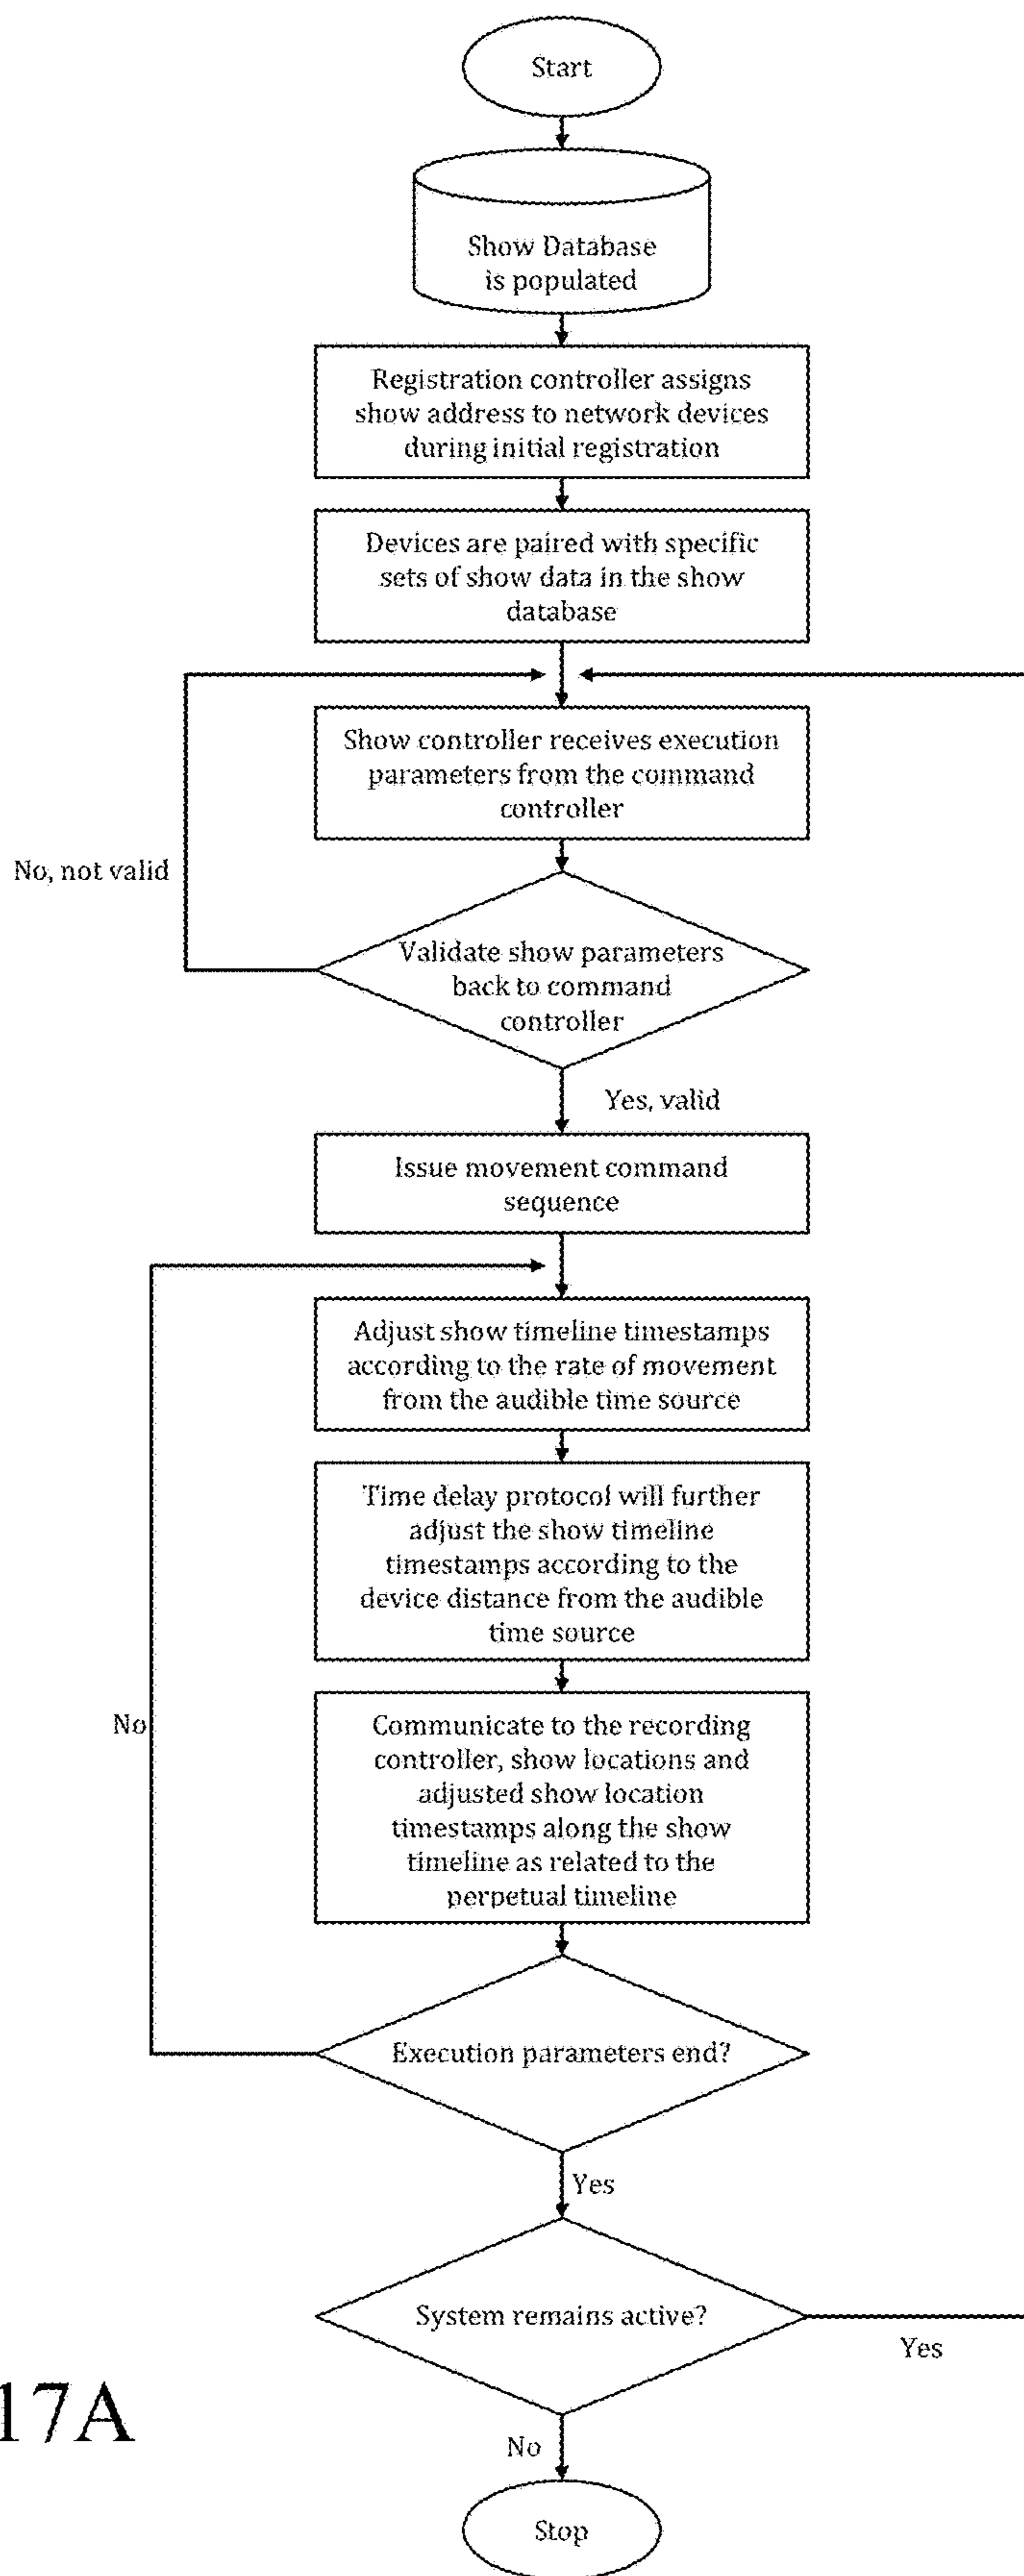 Start
Show Database
is populated
Registration controller assigns
show address to network devices
during initial registration
Devices are paired with specific
sets of show data in the show
database
Show controller receives execution
parameters from the command
controller
No, not valid
Validate show parameters
back to command
controller
Yes, valid
Issue movement command
sequence
Adjust show timeline timestamps
according to the rate of movement
from the audible time source
Time delay protocol will further
adjust the show timeline
timestamps according to the
device distance from the audible
time source
No
Communicate to the recording
controller, show locations and
adjusted show location
timestamps along the show
timeline as related to the
perpetual timeline
Execution parameters end?
Yes
System remains active?
Yes
17A
No
Stop